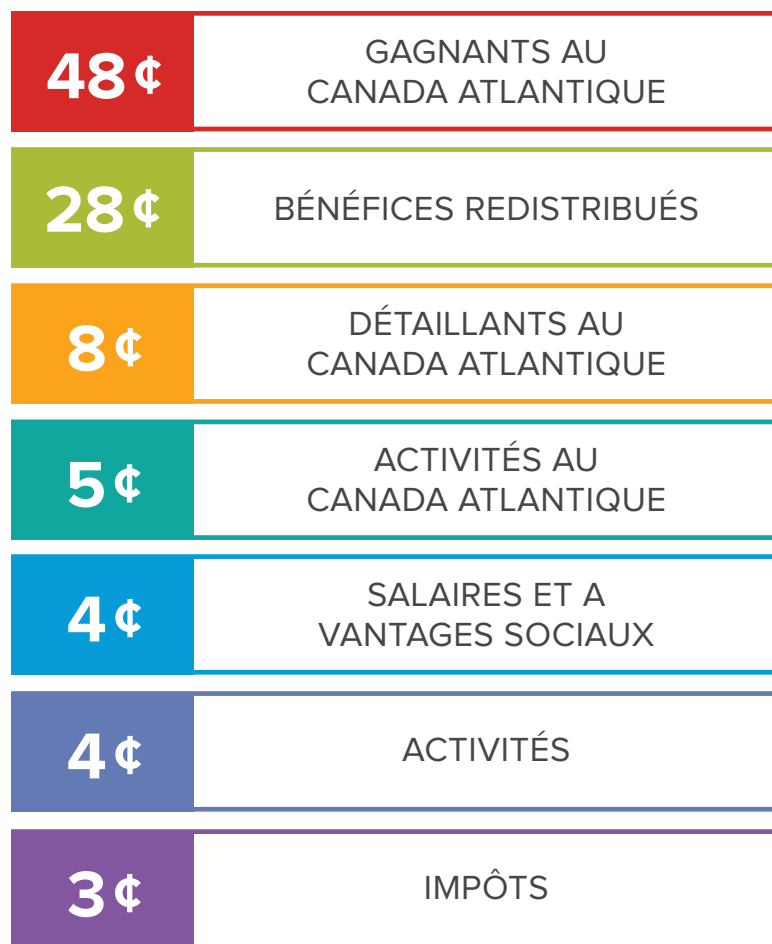 48¢
GAGNANTS AU
CANADA ATLANTIQUE
28¢
BÉNÉFICES REDISTRIBUÉS
8¢
DÉTAILLANTS AU
CANADA ATLANTIQUE
5¢
ACTIVITÉS AU
CANADA ATLANTIQUE
4¢
SALAIRES ET A
VANTAGES SOCIAUX
4¢
ACTIVITÉS
3¢
IMPÔTS